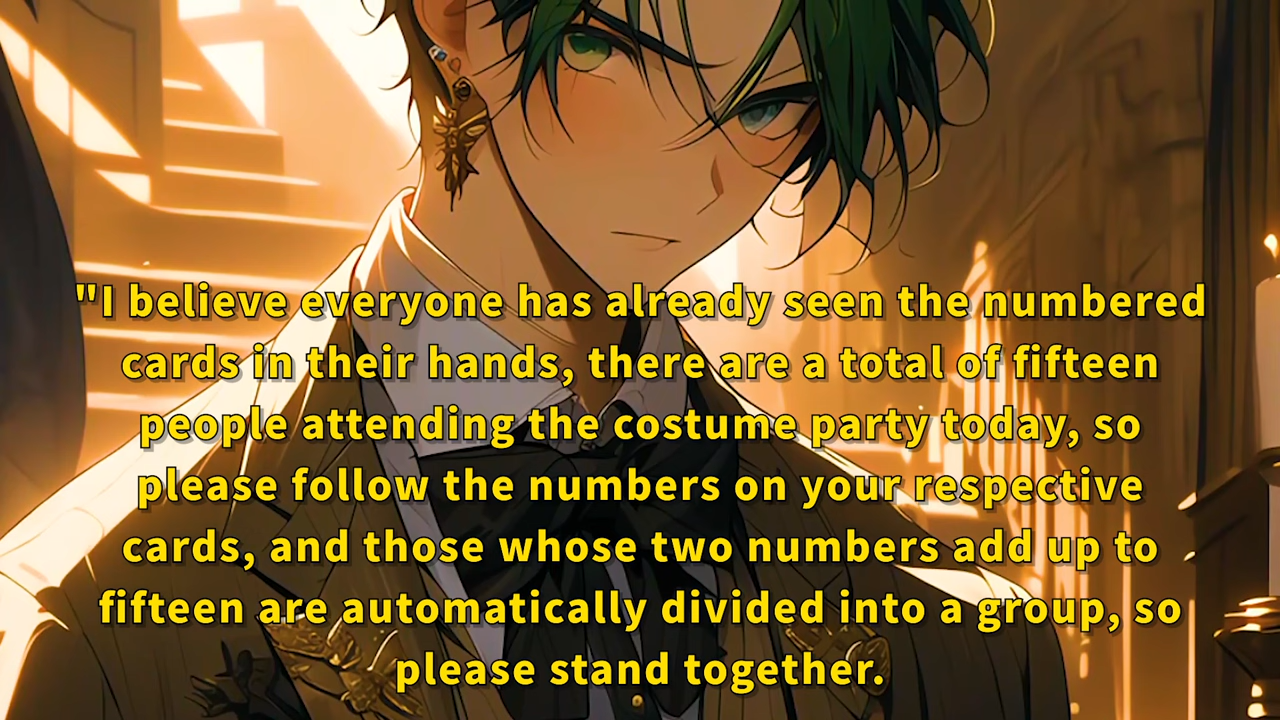 "I believe everyone has already seen the numbered
cards in their hands, there are a total of fifteen
people attending the costume party today, so
please follow the numbers on your respective
cards, and those whose two numbers add up to
fifteen are automatically divided into a group, so
please stand together.